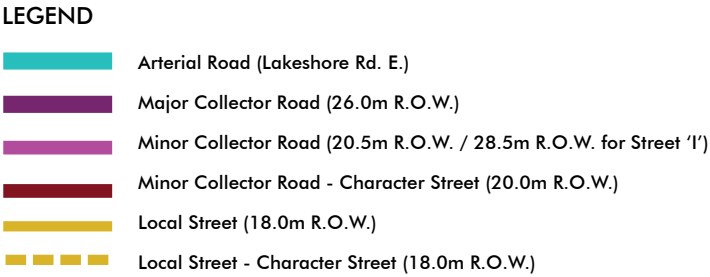 LEGEND
Arterial Road (Lakeshore Rd. E.)
Major Collector Road (26.0m R.O.W.)
Minor Collector Road (20.5m R.O.W. / 28.5m R.O.W. for Street ‘I’)
Minor Collector Road - Character Street (20.0m R.O.W.)
Local Street (18.0m R.O.W.)
Local Street - Character Street (18.0m R.O.W.)